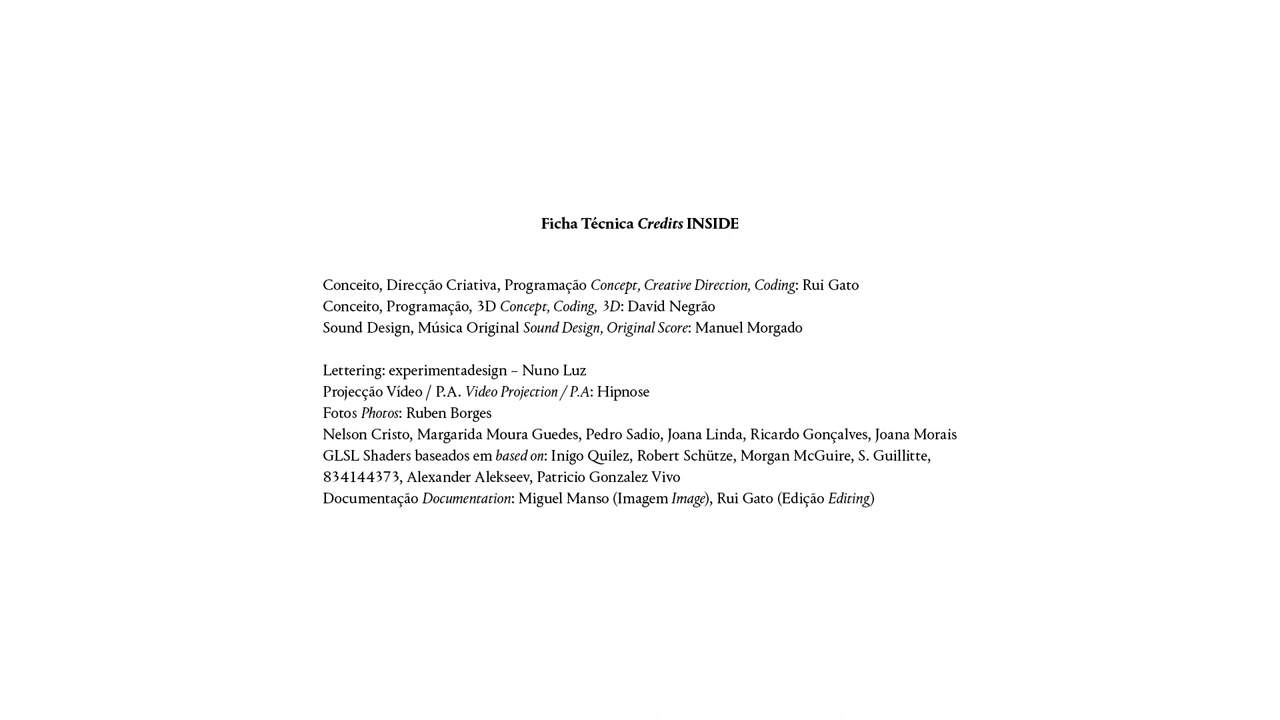 Ficha Técnica Credits INSIDE
Conceito, Direcção Criativa, Programação Concept, Creative Direction, Coding: Rui Gato
Conceito, Programação, 3D Concept, Coding, 3D: David Negrão
Sound Design, Música Original Sound Design, Original Score: Manuel Morgado
Lettering: experimentadesign – Nuno Luz
Projecção Vídeo / P.A. Video Projection / P.A: Hipnose
Fotos Photos: Ruben Borges
Nelson Cristo, Margarida Moura Guedes, Pedro Sadio, Joana Linda, Ricardo Gonçalves, Joana Morais
GLSL Shaders baseados em based on: Inigo Quilez, Robert Schütze, Morgan McGuire, S. Guillitte,
834144373, Alexander Alekseev, Patricio Gonzalez Vivo
Documentação Documentation: Miguel Manso (Imagem Image), Rui Gato (Edição Editing)